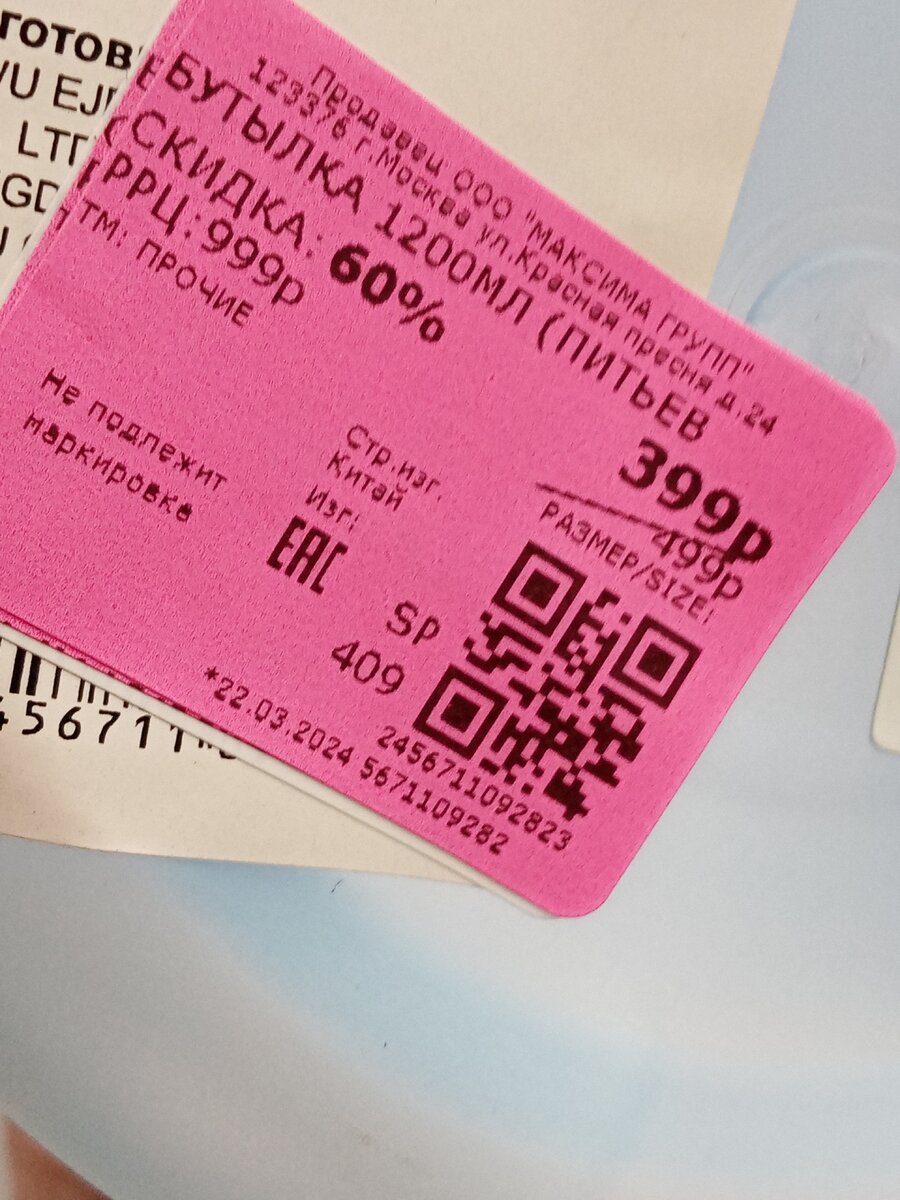 Продавец: ООО "МАКСИМА ГРУПП"
123376 г.Москва ул.Красная пресня д.24
БУТЫЛКА 1200МЛ (ПИТЬЕВ
СКИДКА: 60%
РРЦ: 999р
399р
499р
ТМ: ПРОЧИЕ
РАЗМЕР/SIZE:
Не подлежит
маркировке
Стр.изг.
Китай
Изг:
EAC
SP
409
2456711092823
*22.03.2024 5671109282